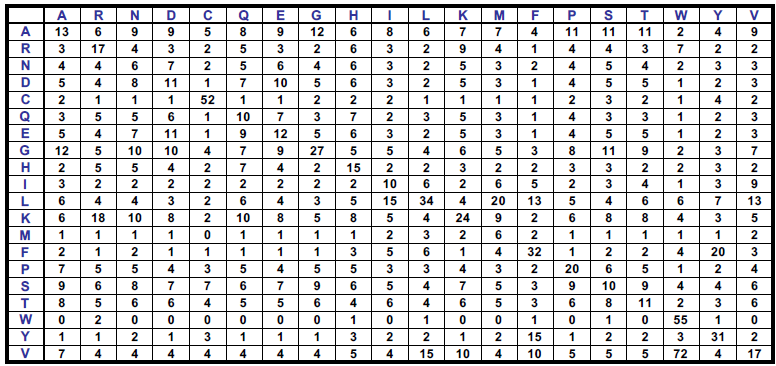 A R N D C Q E G H I L K M F P S T W Y V
A 13 6 9 9 5 8 9 12 6 8 6 7 7 4 11 11 11 2 4 9
R 3 17 4 3 2 5 3 2 6 3 2 9 4 1 4 4 3 7 2 2
N 4 4 6 7 2 5 6 4 6 3 2 5 3 2 4 5 4 2 3 3
D 5 4 8 11 1 7 10 5 6 3 2 5 3 1 4 5 5 1 2 3
C 2 1 1 1 52 1 1 2 2 2 1 1 1 1 2 3 2 1 4 2
Q 3 5 5 6 1 10 7 3 7 2 3 5 3 1 4 3 3 1 2 3
E 5 4 7 11 1 9 12 5 6 3 2 5 3 1 4 5 5 1 2 3
G 12 5 10 10 4 7 9 27 5 5 4 6 5 3 8 11 9 2 3 7
H 2 5 5 4 2 7 4 2 15 2 2 3 2 2 3 3 2 2 3 2
I 3 2 2 2 2 2 2 2 2 10 6 2 6 5 2 3 4 1 3 9
L 6 4 4 3 2 6 4 3 5 15 34 4 20 13 5 4 6 6 7 13
K 6 18 10 8 2 10 8 5 8 5 4 24 9 2 6 8 8 4 3 5
M 1 1 1 1 0 1 1 1 1 2 3 2 6 2 1 1 1 1 1 2
F 2 1 2 1 1 1 1 1 3 5 6 1 4 32 1 2 2 4 20 3
P 7 5 5 4 3 5 4 5 5 3 3 4 3 2 20 6 5 1 2 4
S 9 6 8 7 7 6 7 9 6 5 4 7 5 3 9 10 9 4 4 6
T 8 5 6 6 4 5 5 6 4 6 4 6 5 3 6 8 11 2 3 6
W 0 2 0 0 0 0 0 0 1 0 1 0 0 1 0 1 0 55 1 0
Y 1 1 2 1 3 1 1 1 3 2 2 1 2 15 1 2 2 3 31 2
V 7 4 4 4 4 4 4 4 5 4 15 10 4 10 5 5 5 72 4 17